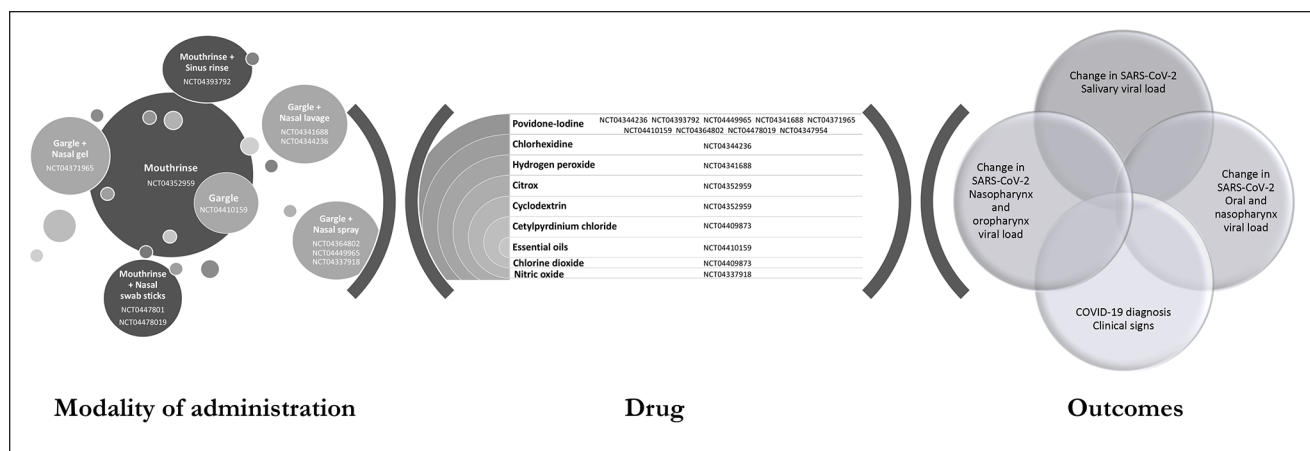 Mouthrinse +
Sinus rinse
NCT04393792
Gargle +
Nasal lavage
NCT04341688
NCT04344236
Gargle +
Nasal gel
NCT04371965
Mouthrinse
NCT04352959
Gargle
NCT04410159
Gargle +
Nasal spray
NCT04364802
NCT04449965
NCT04337918
Mouthrinse
+ Nasal
swab sticks
NCT0447801
NCT04478019
Modality of administration
Povidone-Iodine NCT04344236 NCT04393792 NCT04449965 NCT04341688 NCT04371965
NCT04410159 NCT04364802 NCT04478019 NCT04347954
Chlorhexidine NCT04344236
Hydrogen peroxide NCT04341688
Citrox NCT04352959
Cyclodextrin NCT04352959
Cetylpyrdinium chloride NCT04409873
Essential oils NCT04410159
Chlorine dioxide NCT04409873
Nitric oxide NCT04337918
Drug
Change in SARS-CoV-2
Salivary viral load
Change in
SARS-CoV-2
Nasopharynx
and
oropharynx
viral load
Change in
SARS-CoV-2
Oral and
nasopharynx
viral load
COVID-19 diagnosis
Clinical signs
Outcomes